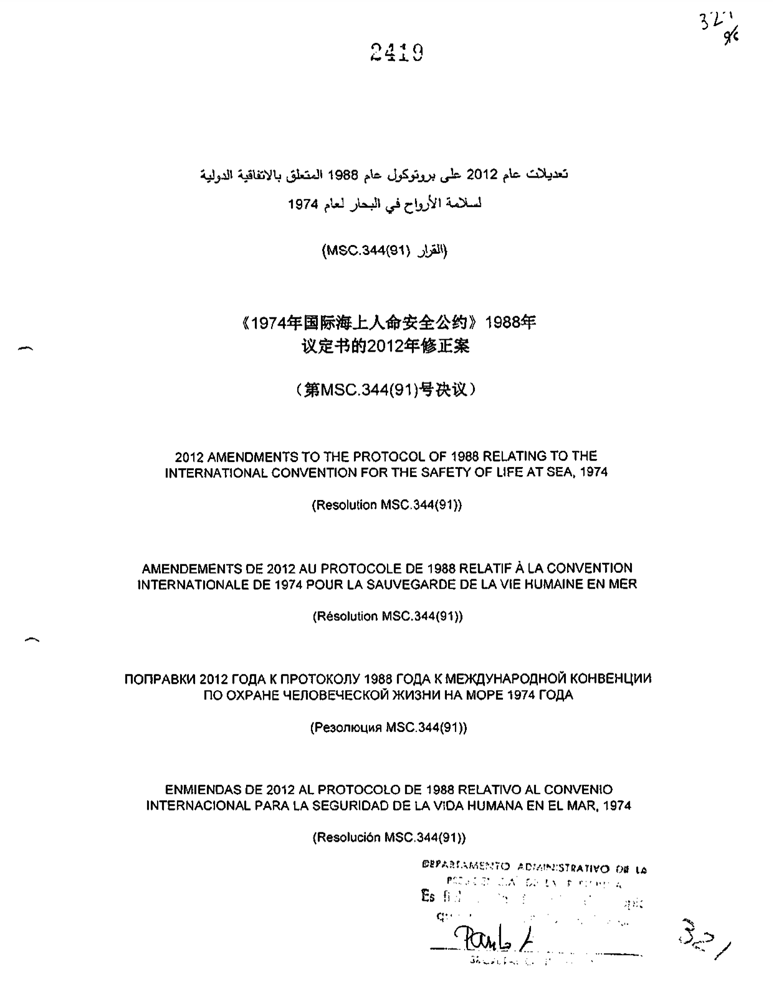 321
2419
تعديلات عام 2012 على بروتوكول عام 1988 المتعلق بالاتفاقية الدولية
لسلامة الأرواح في البحار لعام 1974
(القرار MSC.344(91))
《1974年国际海上人命安全公约》1988年
议定书的2012年修正案
（第MSC.344(91)号决议）
2012 AMENDMENTS TO THE PROTOCOL OF 1988 RELATING TO THE
INTERNATIONAL CONVENTION FOR THE SAFETY OF LIFE AT SEA, 1974
(Resolution MSC.344(91))
AMENDEMENTS DE 2012 AU PROTOCOLE DE 1988 RELATIF À LA CONVENTION
INTERNATIONALE DE 1974 POUR LA SAUVEGARDE DE LA VIE HUMAINE EN MER
(Résolution MSC.344(91))
ПОПРАВКИ 2012 ГОДА К ПРОТОКОЛУ 1988 ГОДА К МЕЖДУНАРОДНОЙ КОНВЕНЦИИ
ПО ОХРАНЕ ЧЕЛОВЕЧЕСКОЙ ЖИЗНИ НА МОРЕ 1974 ГОДА
(Резолюция MSC.344(91))
ENMIENDAS DE 2012 AL PROTOCOLO DE 1988 RELATIVO AL CONVENIO
INTERNACIONAL PARA LA SEGURIDAD DE LA VIDA HUMANA EN EL MAR, 1974
(Resolución MSC.344(91))
DEPARTAMENTO ADMINISTRATIVO DE LA
Es
321